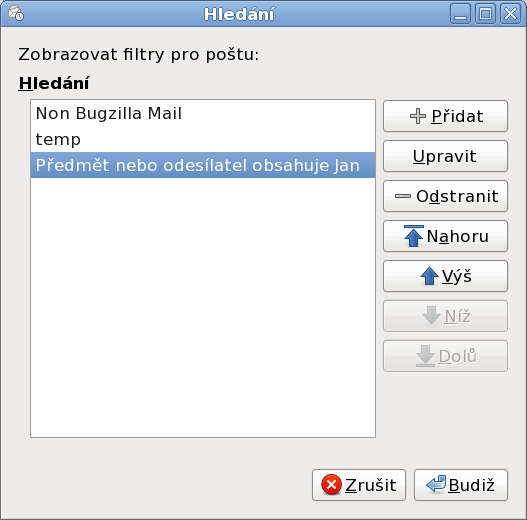 Hledání
Zobrazovat filtry pro poštu:
Hledání
Non Bugzilla Mail
temp
Předmět nebo odesílatel obsahuje Jan
Přidat
Upravit
Odstranit
Nahoru
Výš
Níž
Dolů
Zrušit
Budiž